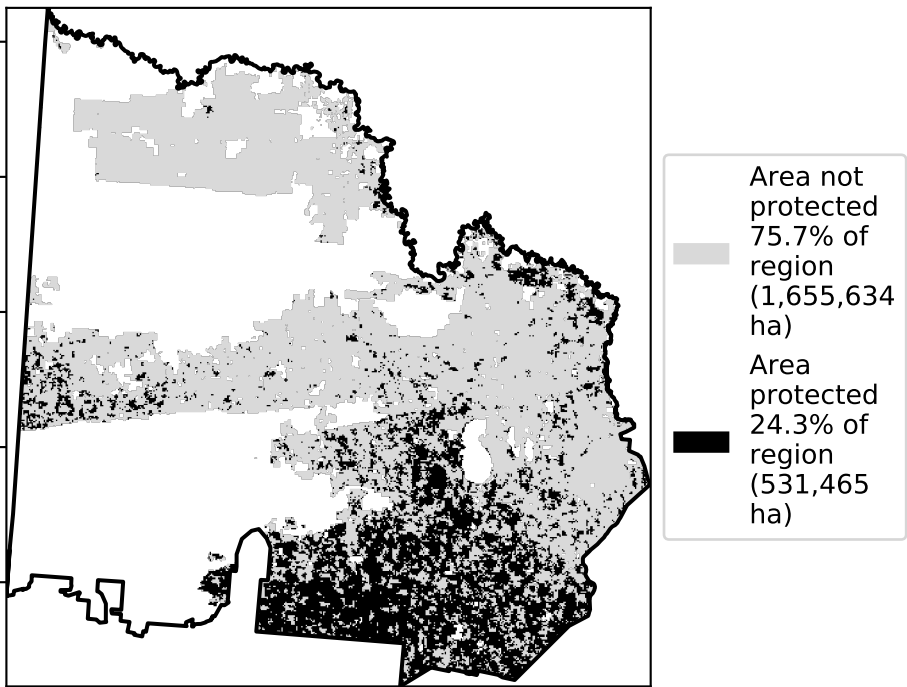 Area not
protected
75.7% of
region
(1,655,634
ha)
Area
protected
24.3% of
region
(531,465
ha)